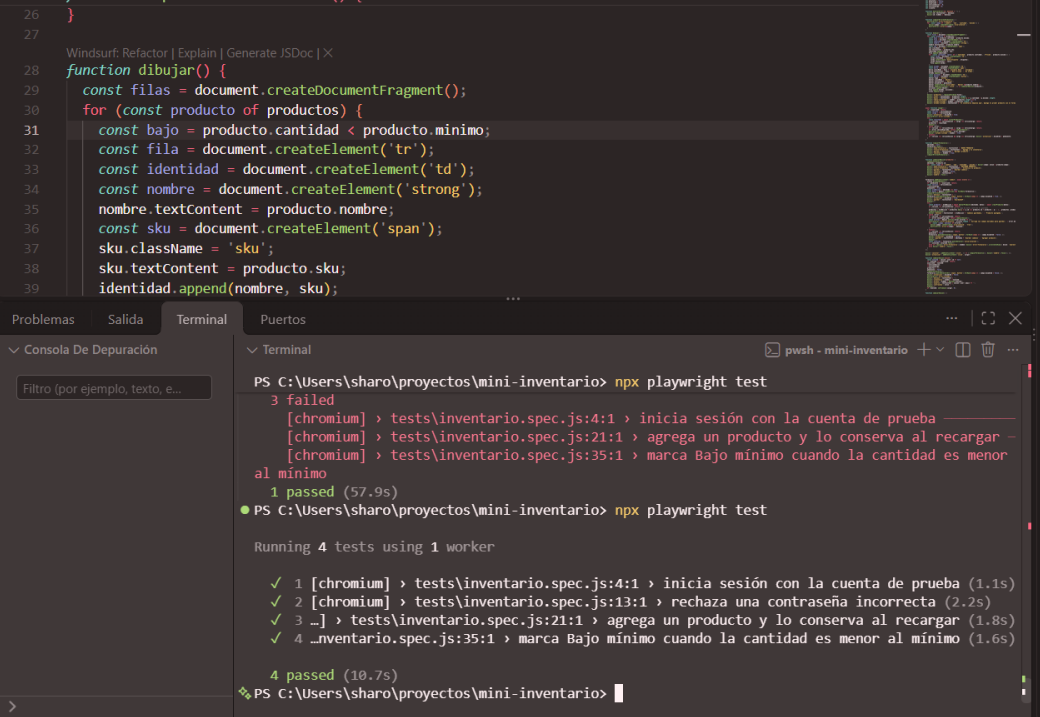 26 }
27
Windsurf: Refactor | Explain | Generate JSDoc | ×
28 function dibujar() {
29 const filas = document.createDocumentFragment();
30 for (const producto of productos) {
31 const bajo = producto.cantidad < producto.minimo;
32 const fila = document.createElement('tr');
33 const identidad = document.createElement('td');
34 const nombre = document.createElement('strong');
35 nombre.textContent = producto.nombre;
36 const sku = document.createElement('span');
37 sku.className = 'sku';
38 sku.textContent = producto.sku;
39 identidad.append(nombre, sku);
Problemas Salida Terminal Puertos
Consola De Depuración
Filtro (por ejemplo, texto, e...
Terminal
pwsh - mini-inventario
PS C:\Users\sharo\proyectos\mini-inventario> npx playwright test
3 failed
[chromium] › tests\inventario.spec.js:4:1 › inicia sesión con la cuenta de prueba
[chromium] › tests\inventario.spec.js:21:1 › agrega un producto y lo conserva al recargar
[chromium] › tests\inventario.spec.js:35:1 › marca Bajo mínimo cuando la cantidad es menor
al mínimo
1 passed (57.9s)
PS C:\Users\sharo\proyectos\mini-inventario> npx playwright test
Running 4 tests using 1 worker
✓ 1 [chromium] › tests\inventario.spec.js:4:1 › inicia sesión con la cuenta de prueba (1.1s)
✓ 2 [chromium] › tests\inventario.spec.js:13:1 › rechaza una contraseña incorrecta (2.2s)
✓ 3 …] › tests\inventario.spec.js:21:1 › agrega un producto y lo conserva al recargar (1.8s)
✓ 4 …nventario.spec.js:35:1 › marca Bajo mínimo cuando la cantidad es menor al mínimo (1.6s)
4 passed (10.7s)
PS C:\Users\sharo\proyectos\mini-inventario>